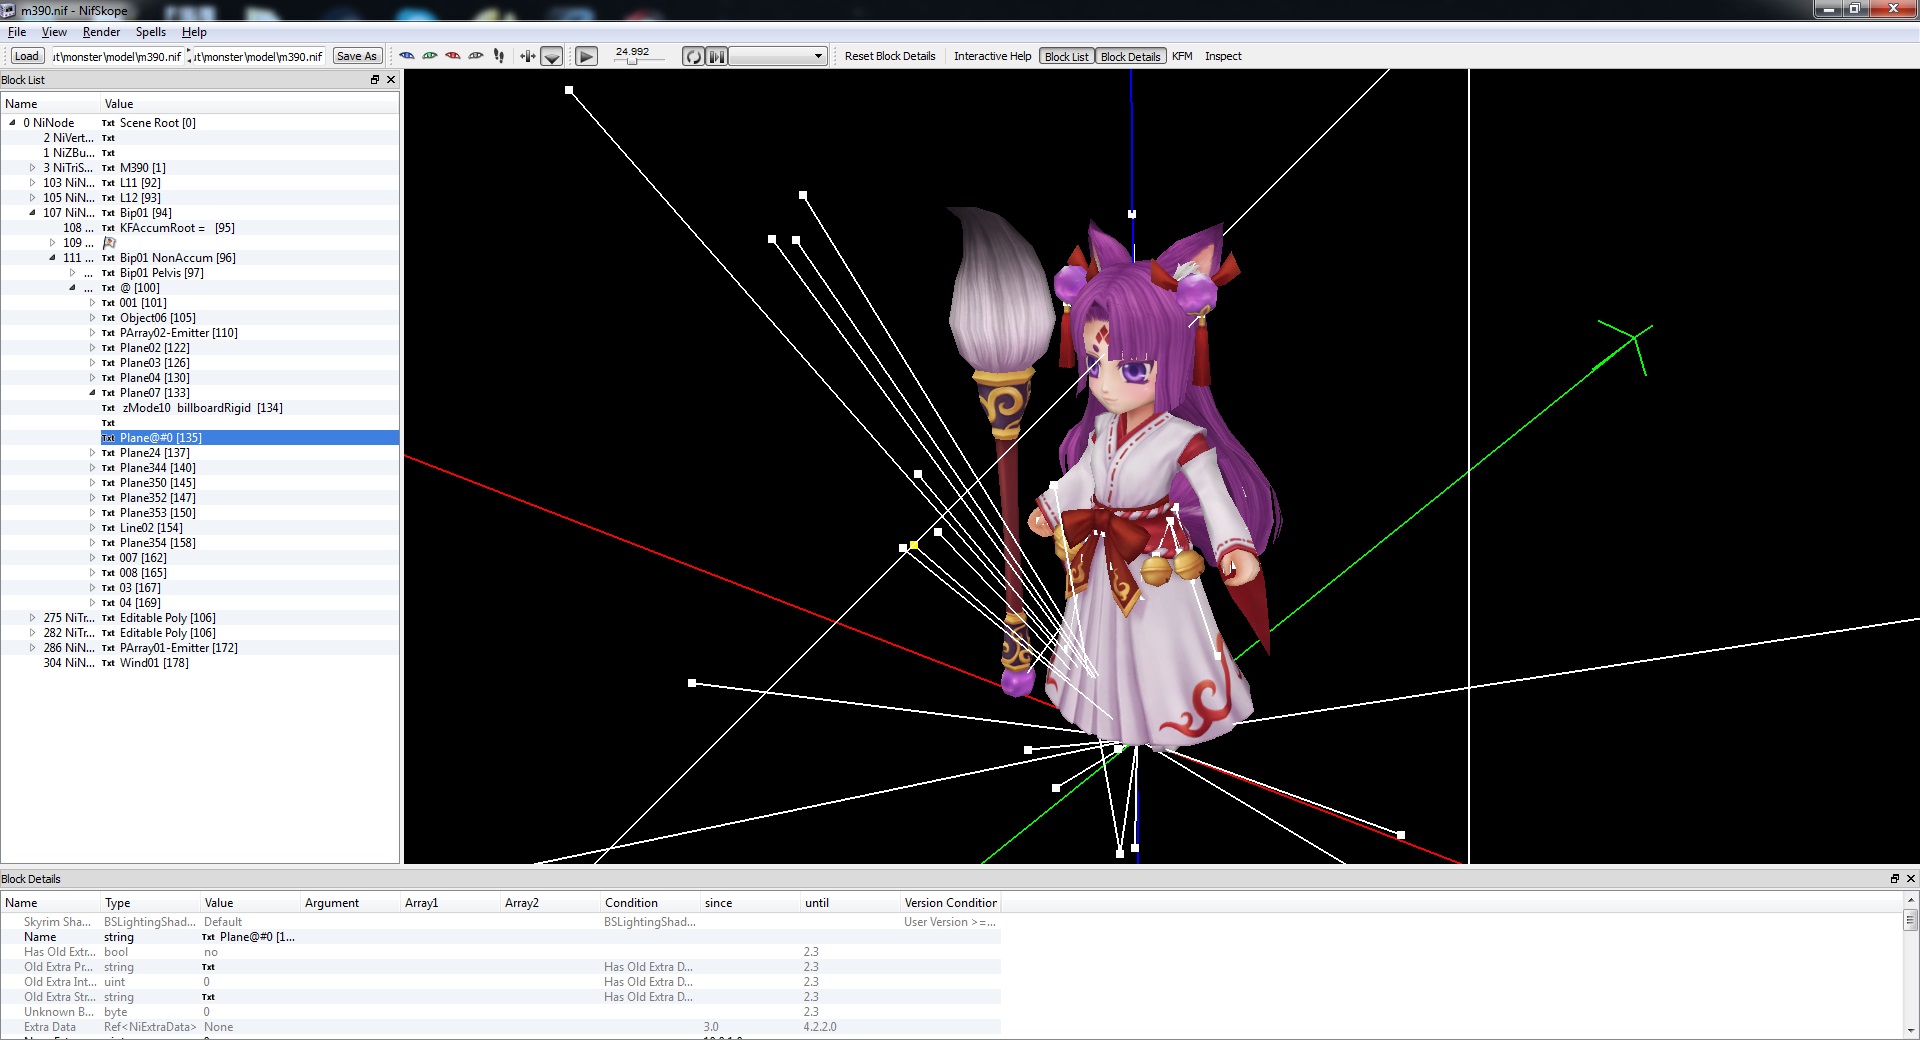 m390.nif - NifSkope
File View Render Spells Help
Load ut\monster\model\m390.nif ut\monster\model\m390.nif Save As 24.992 Reset Block Details Interactive Help Block List Block Details KFM Inspect
Block List
Name Value
0 NiNode Txt Scene Root [0]
2 NiVert... Txt
1 NiZBu... Txt
3 NiTriS... Txt M390 [1]
103 NiN... Txt L11 [92]
105 NiN... Txt L12 [93]
107 NiN... Txt Bip01 [94]
108 ... Txt KFAccumRoot = [95]
109 ...
111 ... Txt Bip01 NonAccum [96]
... Txt Bip01 Pelvis [97]
... Txt @ [100]
Txt 001 [101]
Txt Object06 [105]
Txt PArray02-Emitter [110]
Txt Plane02 [122]
Txt Plane03 [126]
Txt Plane04 [130]
Txt Plane07 [133]
Txt zMode10 billboardRigid [134]
Txt
Txt Plane@#0 [135]
Txt Plane24 [137]
Txt Plane344 [140]
Txt Plane350 [145]
Txt Plane352 [147]
Txt Plane353 [150]
Txt Line02 [154]
Txt Plane354 [158]
Txt 007 [162]
Txt 008 [165]
Txt 03 [167]
Txt 04 [169]
275 NiTr... Txt Editable Poly [106]
282 NiTr... Txt Editable Poly [106]
286 NiN... Txt PArray01-Emitter [172]
304 NiN... Txt Wind01 [178]
Block Details
Name Type Value Argument Array1 Array2 Condition since until Version Condition
Skyrim Sha... BSLightingShad... Default BSLightingShad... User Version >=...
Name string Txt Plane@#0 [1...
Has Old Extr... bool no 2.3
Old Extra Pr... string Txt Has Old Extra D... 2.3
Old Extra Int... uint 0 Has Old Extra D... 2.3
Old Extra Str... string Txt Has Old Extra D... 2.3
Unknown B... byte 0 2.3
Extra Data Ref<NiExtraData> None 3.0 4.2.2.0